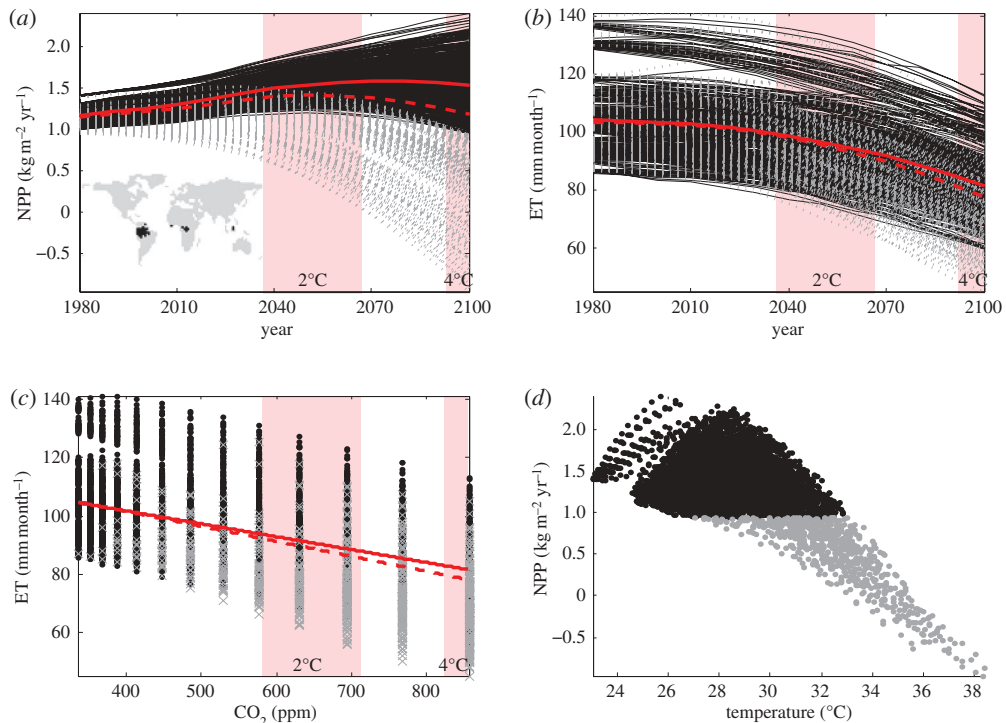 (a)
2.0
1.5
1.0
0.5
0
−0.5
NPP (kg m⁻² yr⁻¹)
2°C
4°C
1980
2010
2040
2070
2100
year
(b)
140
120
100
80
60
ET (mm month⁻¹)
2°C
4°C
1980
2010
2040
2070
2100
year
(c)
140
120
100
80
60
ET (mm month⁻¹)
2°C
4°C
400
500
600
700
800
CO₂ (ppm)
(d)
2.0
1.5
1.0
0.5
0
−0.5
NPP (kg m⁻² yr⁻¹)
24
26
28
30
32
34
36
38
temperature (°C)